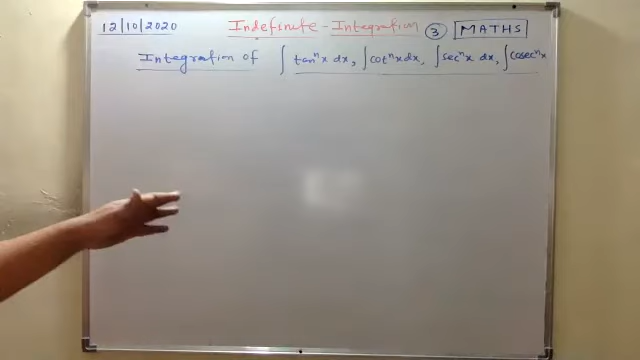 12/10/2020 Indefinite - Integration ③ MATHS
Integration of ∫ tanⁿx dx, ∫cotⁿx dx, ∫secⁿx dx, ∫cosecⁿx